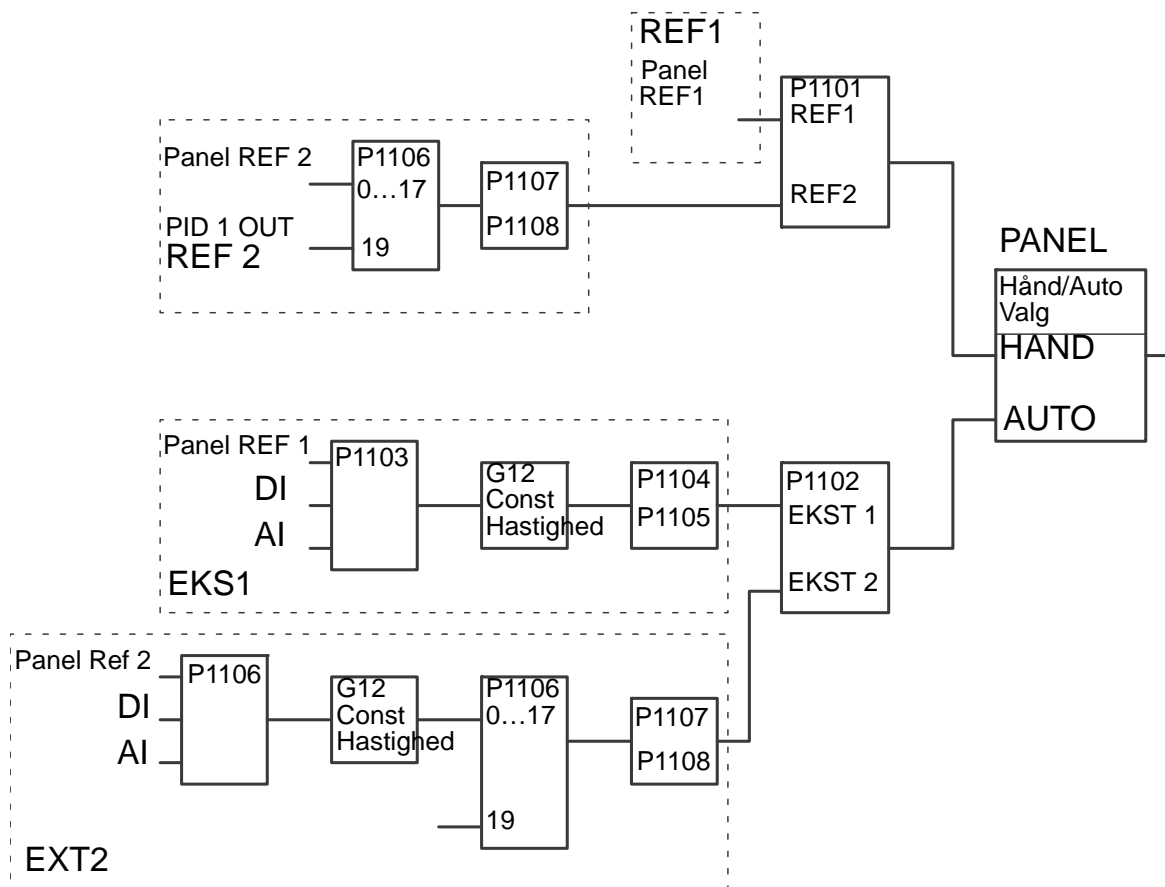 REF1
Panel
REF1
P1101
REF1
REF2
Panel REF 2
P1106
0…17
19
PID 1 OUT
REF 2
P1107
P1108
PANEL
Hånd/Auto
Valg
HAND
AUTO
Panel REF 1
DI
AI
P1103
G12
Const
Hastighed
P1104
P1105
P1102
EKST 1
EKST 2
EKS1
Panel Ref 2
DI
AI
P1106
G12
Const
Hastighed
P1106
0…17
19
P1107
P1108
EXT2